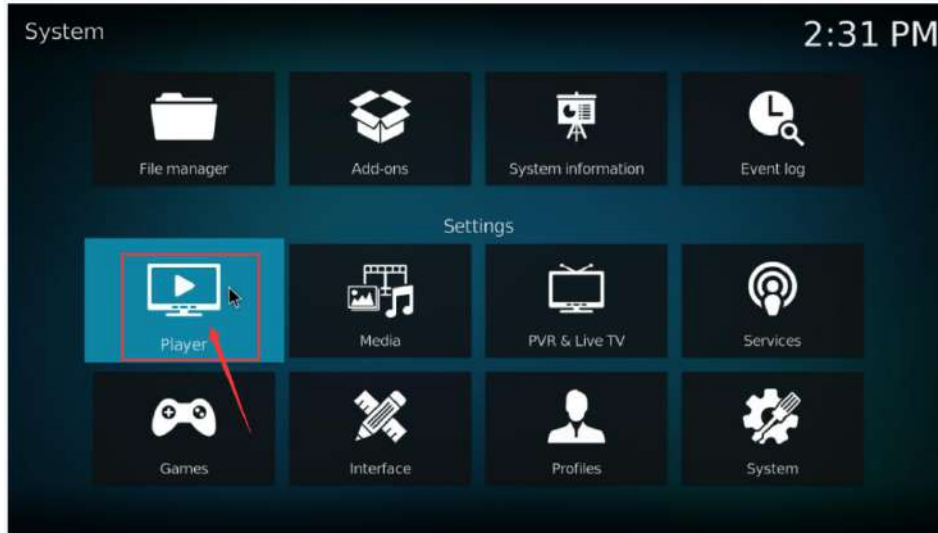 System
2:31 PM
File manager
Add-ons
System information
Event log
Settings
Player
Media
PVR & Live TV
Services
Games
Interface
Profiles
System